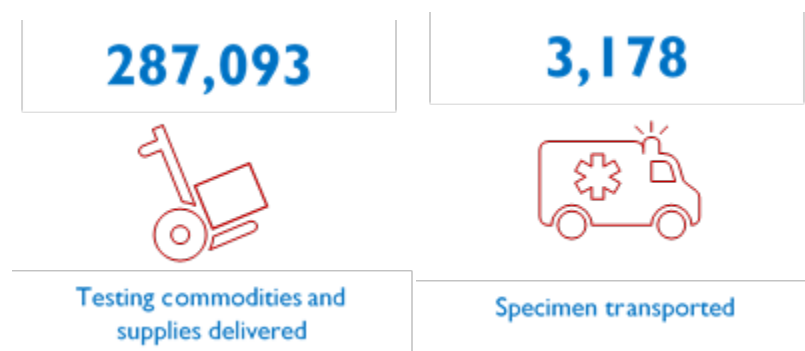 287,093
3,178
Testing commodities and
supplies delivered
Specimen transported